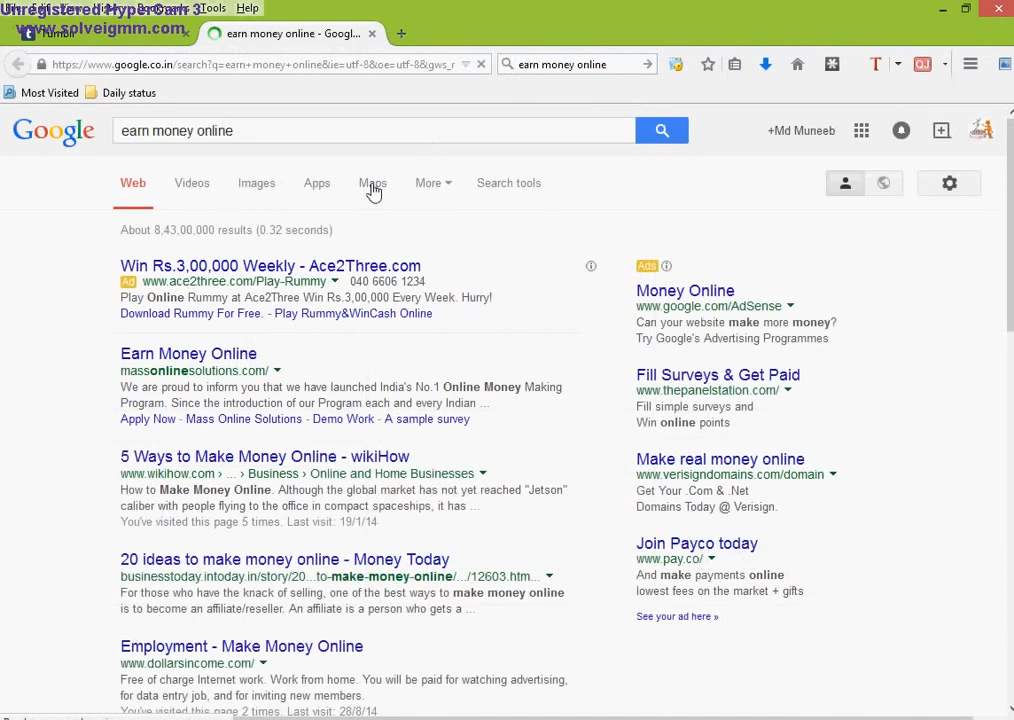 Unregistered HyperCam 3
www.solveigmm.com
Tools Help
Tumblr
earn money online - Googl...
https://www.google.co.in/search?q=earn+money+online&ie=utf-8&oe=utf-8&gws_r
earn money online
Most Visited
Daily status
Google
earn money online
+Md Muneeb
Web Videos Images Apps Maps More Search tools
About 8,43,00,000 results (0.32 seconds)
Win Rs.3,00,000 Weekly - Ace2Three.com
Ad www.ace2three.com/Play-Rummy 040 6606 1234
Play Online Rummy at Ace2Three Win Rs.3,00,000 Every Week. Hurry!
Download Rummy For Free. - Play Rummy&WinCash Online
Earn Money Online
massonlinesolutions.com/
We are proud to inform you that we have launched India's No.1 Online Money Making
Program. Since the introduction of our Program each and every Indian ...
Apply Now - Mass Online Solutions - Demo Work - A sample survey
5 Ways to Make Money Online - wikiHow
www.wikihow.com › ... › Business › Online and Home Businesses
How to Make Money Online. Although the global market has not yet reached "Jetson"
caliber with people flying to the office in compact spaceships, it has ...
You've visited this page 5 times. Last visit: 19/1/14
20 ideas to make money online - Money Today
businesstoday.intoday.in/story/20...to-make-money-online/.../12603.htm...
For those who have the knack of selling, one of the best ways to make money online
is to become an affiliate/reseller. An affiliate is a person who gets a ...
Employment - Make Money Online
www.dollarsincome.com/
Free of charge Internet work. Work from home. You will be paid for watching advertising,
for data entry job, and for inviting new members.
You've visited this page 2 times. Last visit: 28/8/14
Ads
Money Online
www.google.com/AdSense
Can your website make more money?
Try Google's Advertising Programmes
Fill Surveys & Get Paid
www.thepanelstation.com/
Fill simple surveys and
Win online points
Make real money online
www.verisigndomains.com/domain
Get Your .Com & .Net
Domains Today @ Verisign.
Join Payco today
www.pay.co/
And make payments online
lowest fees on the market + gifts
See your ad here »